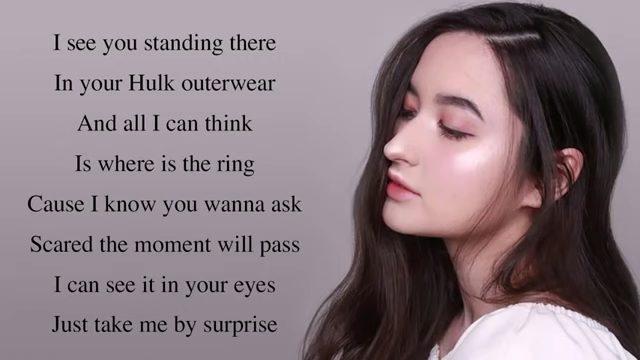 I see you standing there
In your Hulk outerwear
And all I can think
Is where is the ring
Cause I know you wanna ask
Scared the moment will pass
I can see it in your eyes
Just take me by surprise